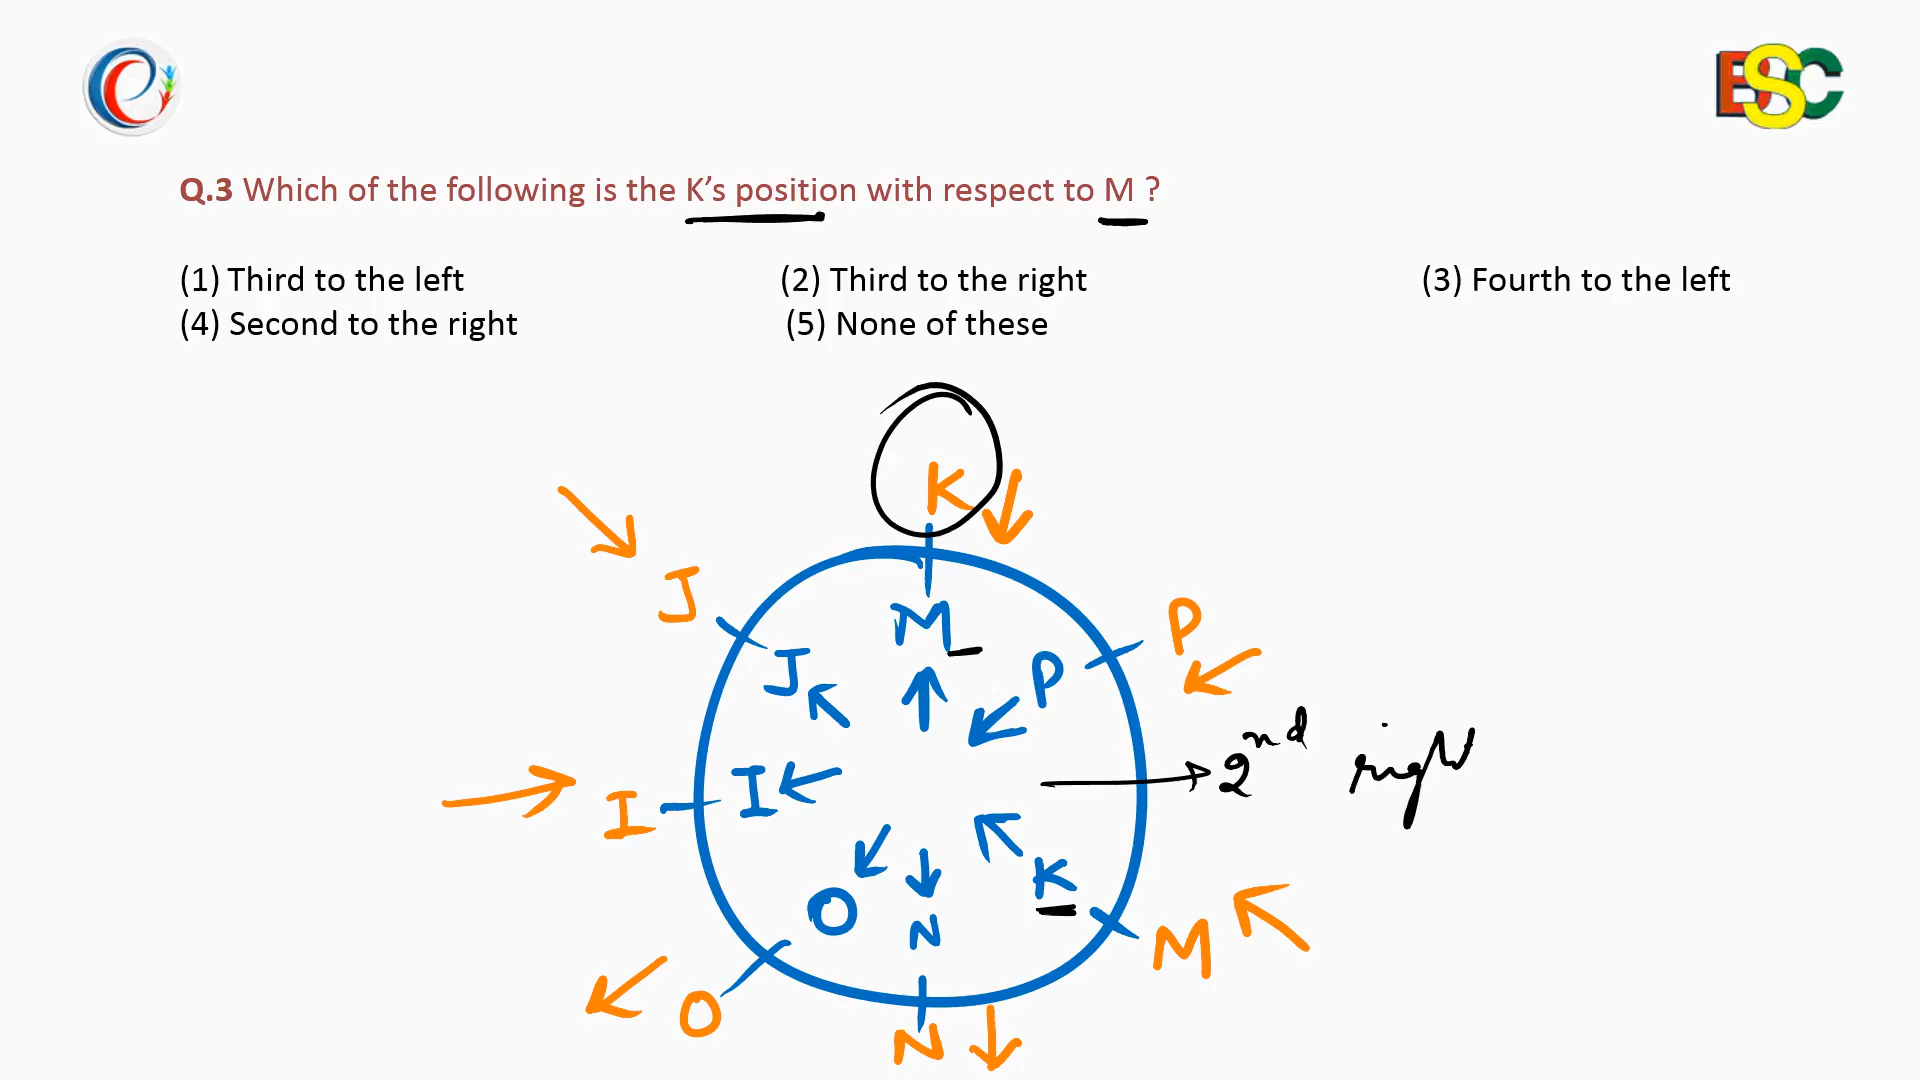 BSC
Q.3 Which of the following is the K’s position with respect to M ?
(1) Third to the left (2) Third to the right (3) Fourth to the left
(4) Second to the right (5) None of these
K
J
M
P
J
P
2nd right
I
I
K
O
N
M
O
N